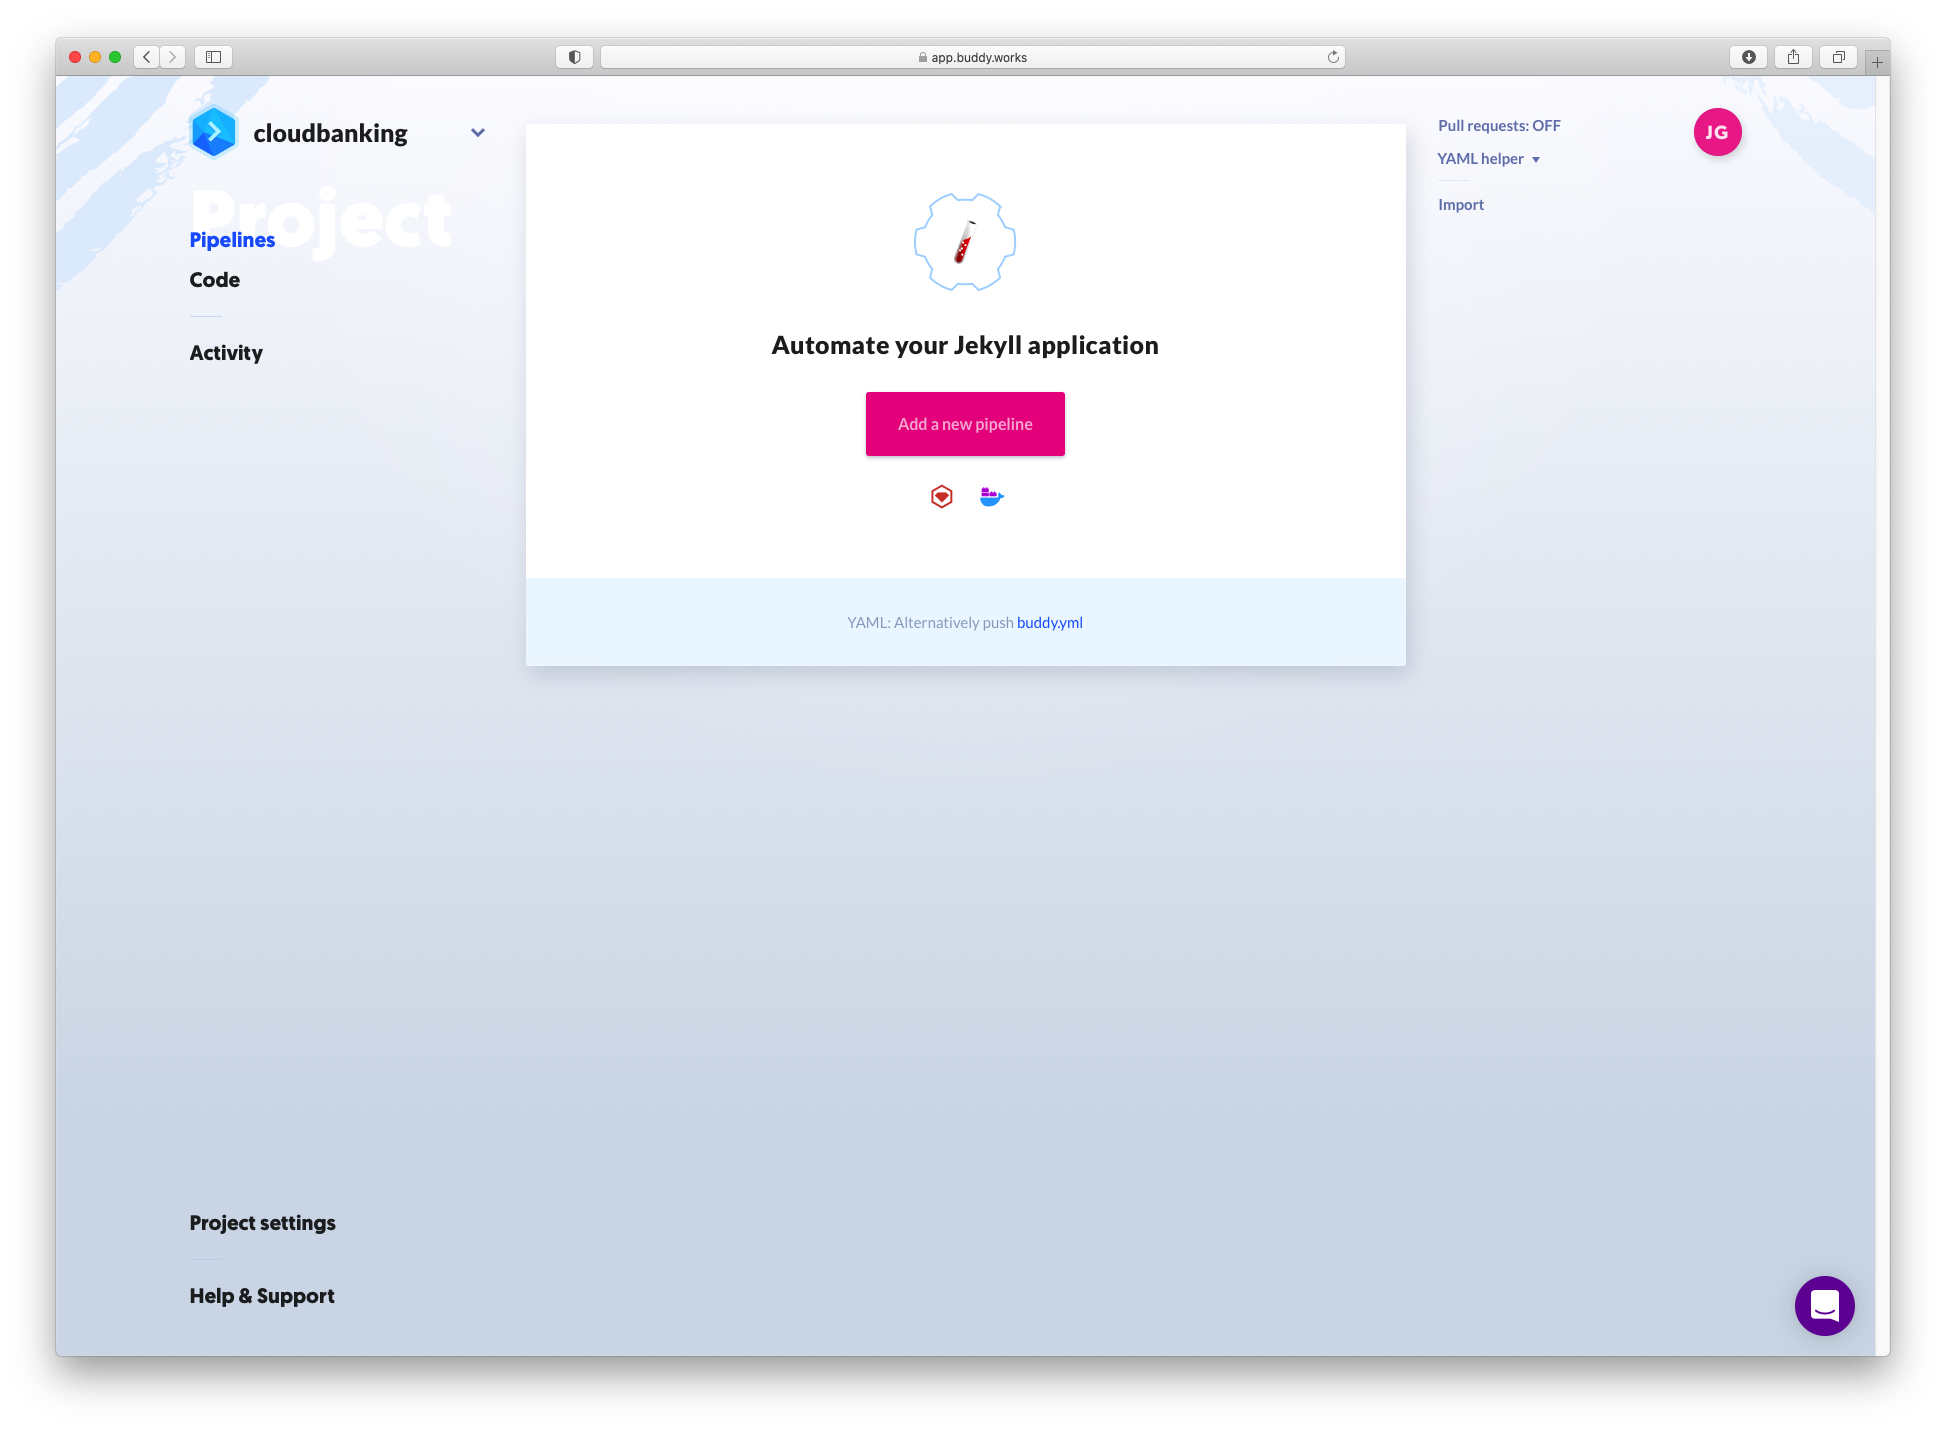 app.buddy.works
cloudbanking
Project
Pipelines
Code
Activity
Automate your Jekyll application
Add a new pipeline
YAML: Alternatively push buddy.yml
Pull requests: OFF
YAML helper
Import
JG
Project settings
Help & Support